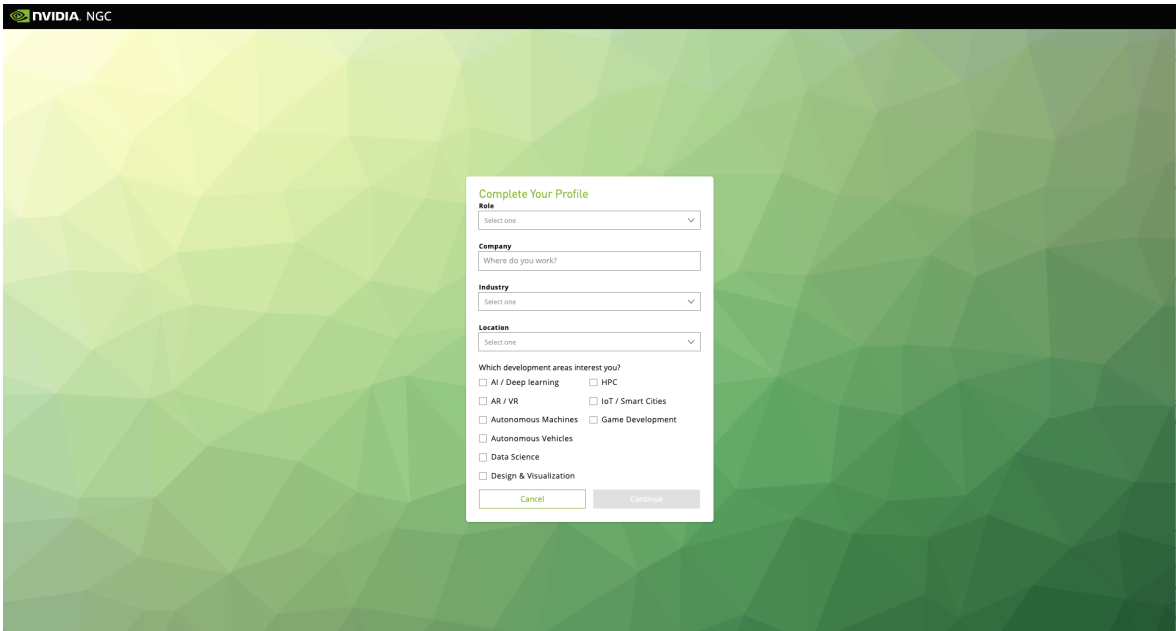 NVIDIA. NGC
Complete Your Profile
Role
Select one
Company
Where do you work?
Industry
Select one
Location
Select one
Which development areas interest you?
AI / Deep learning
HPC
AR / VR
IoT / Smart Cities
Autonomous Machines
Game Development
Autonomous Vehicles
Data Science
Design & Visualization
Cancel
Continue